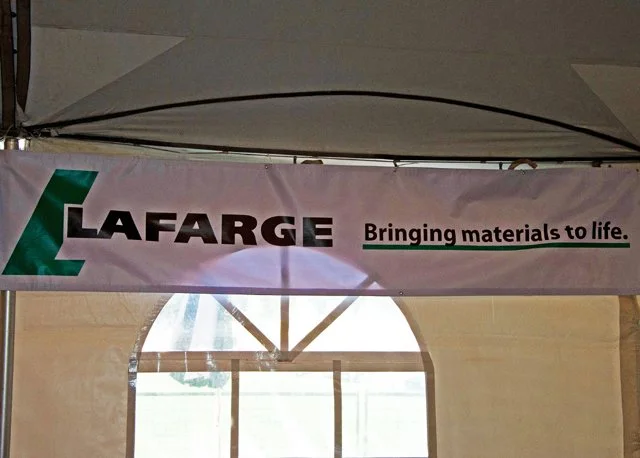 LAFARGE
Bringing materials to life.